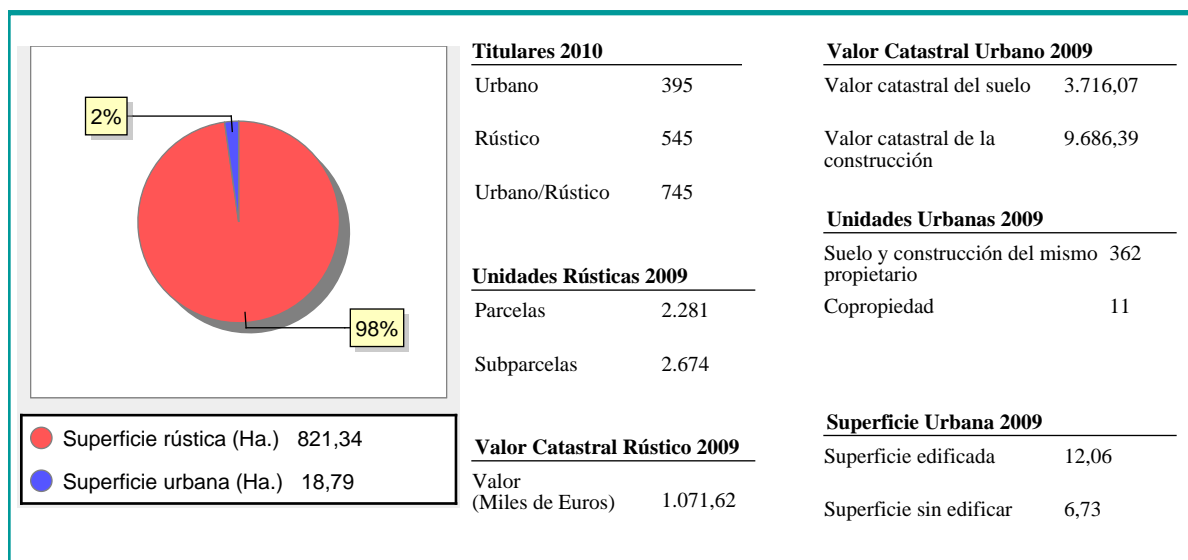 2%
98%
Superficie rústica (Ha.) 821,34
Superficie urbana (Ha.) 18,79
Titulares 2010
Urbano 395
Rústico 545
Urbano/Rústico 745
Unidades Rústicas 2009
Parcelas 2.281
Subparcelas 2.674
Valor Catastral Rústico 2009
Valor
(Miles de Euros) 1.071,62
Valor Catastral Urbano 2009
Valor catastral del suelo 3.716,07
Valor catastral de la 9.686,39
construcción
Unidades Urbanas 2009
Suelo y construcción del mismo 362
propietario
Copropiedad 11
Superficie Urbana 2009
Superficie edificada 12,06
Superficie sin edificar 6,73